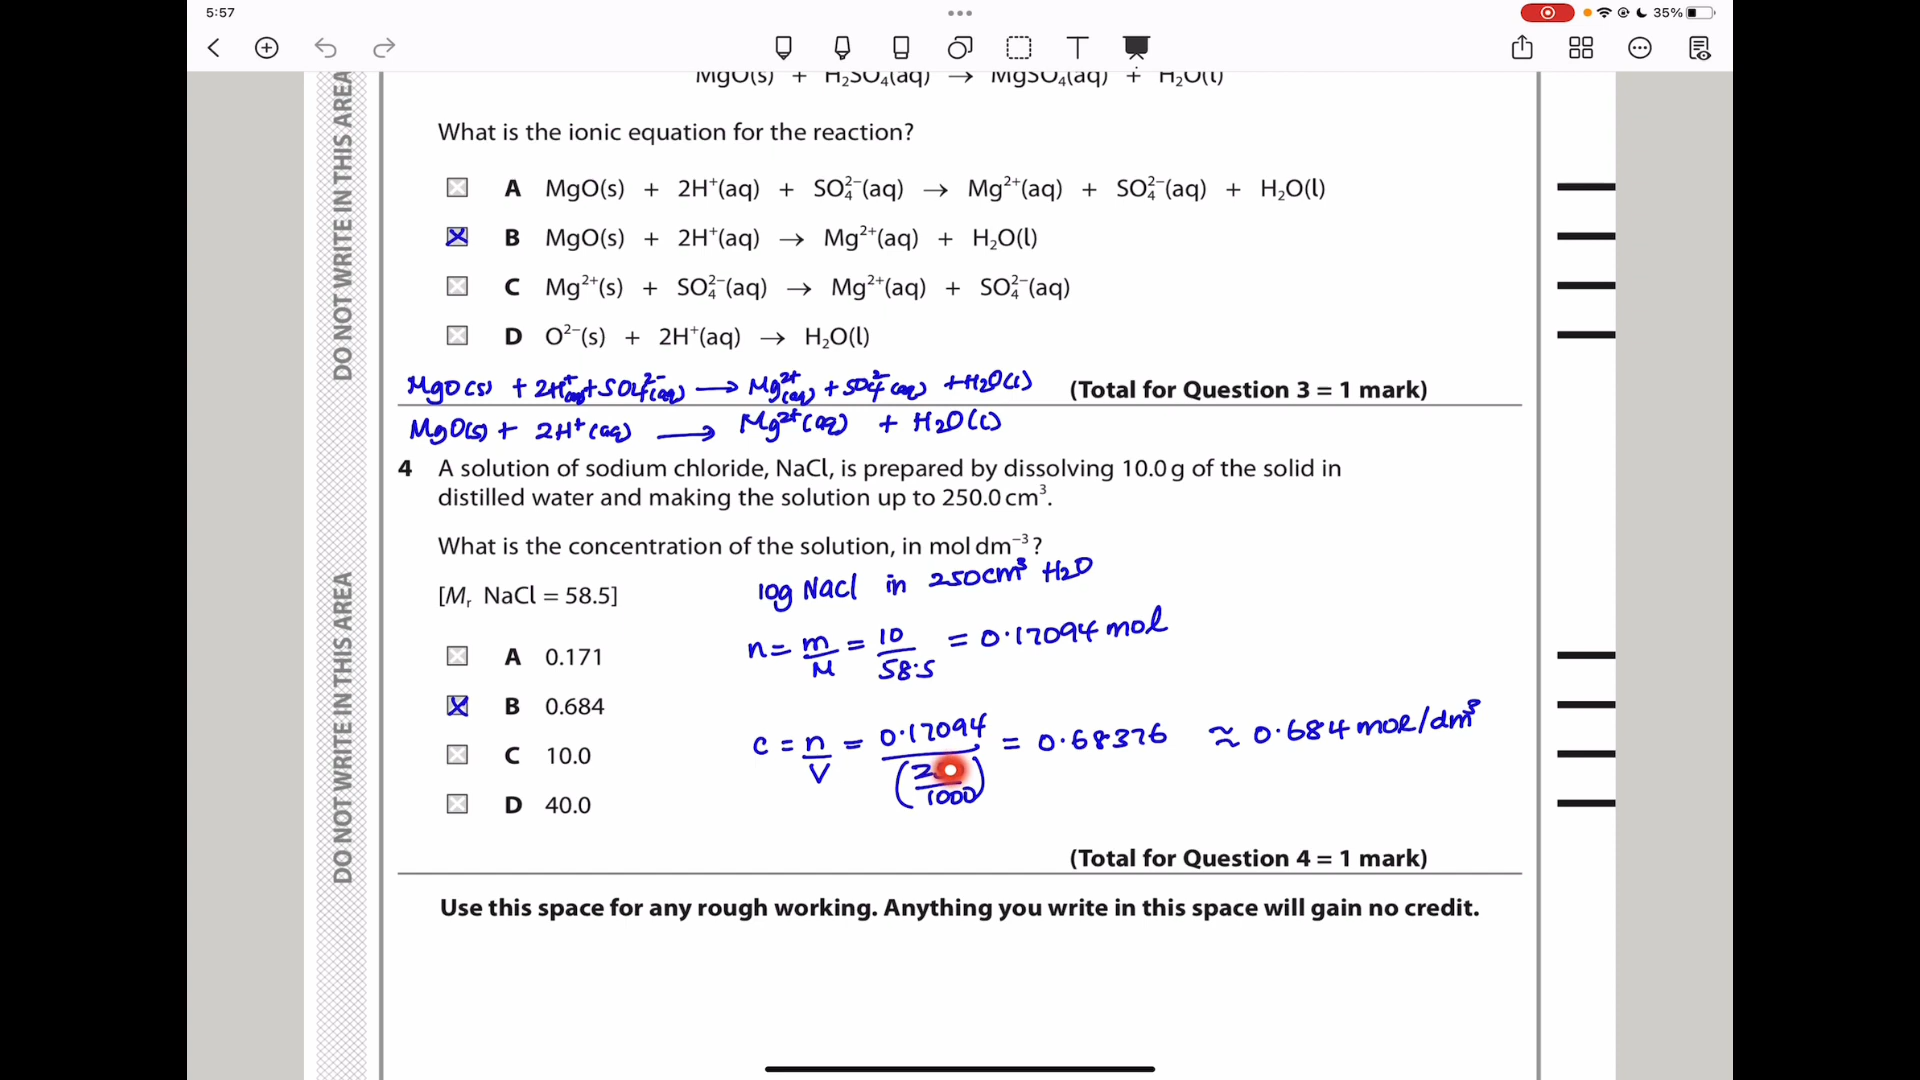 5:57
35%
MgO(s) + H₂SO₄(aq) → MgSO₄(aq) + H₂O(l)
What is the ionic equation for the reaction?
A MgO(s) + 2H⁺(aq) + SO₄²⁻(aq) → Mg²⁺(aq) + SO₄²⁻(aq) + H₂O(l)
B MgO(s) + 2H⁺(aq) → Mg²⁺(aq) + H₂O(l)
C Mg²⁺(s) + SO₄²⁻(aq) → Mg²⁺(aq) + SO₄²⁻(aq)
D O²⁻(s) + 2H⁺(aq) → H₂O(l)
MgO(s) + 2H⁺(aq) + SO₄²⁻(aq) → Mg²⁺(aq) + SO₄²⁻(aq) + H₂O(l)
(Total for Question 3 = 1 mark)
MgO(s) + 2H⁺(aq) → Mg²⁺(aq) + H₂O(l)
4 A solution of sodium chloride, NaCl, is prepared by dissolving 10.0 g of the solid in
distilled water and making the solution up to 250.0 cm³.
What is the concentration of the solution, in mol dm⁻³?
10g NaCl in 250cm³ H₂O
[Mᵣ NaCl = 58.5]
n = m/M = 10/58.5 = 0.17094 mol
A 0.171
B 0.684
C 10.0
D 40.0
c = n/V = 0.17094/( /1000) = 0.68376 ≈ 0.684 mol/dm³
(Total for Question 4 = 1 mark)
Use this space for any rough working. Anything you write in this space will gain no credit.
DO NOT WRITE IN THIS AREA
DO NOT WRITE IN THIS AREA